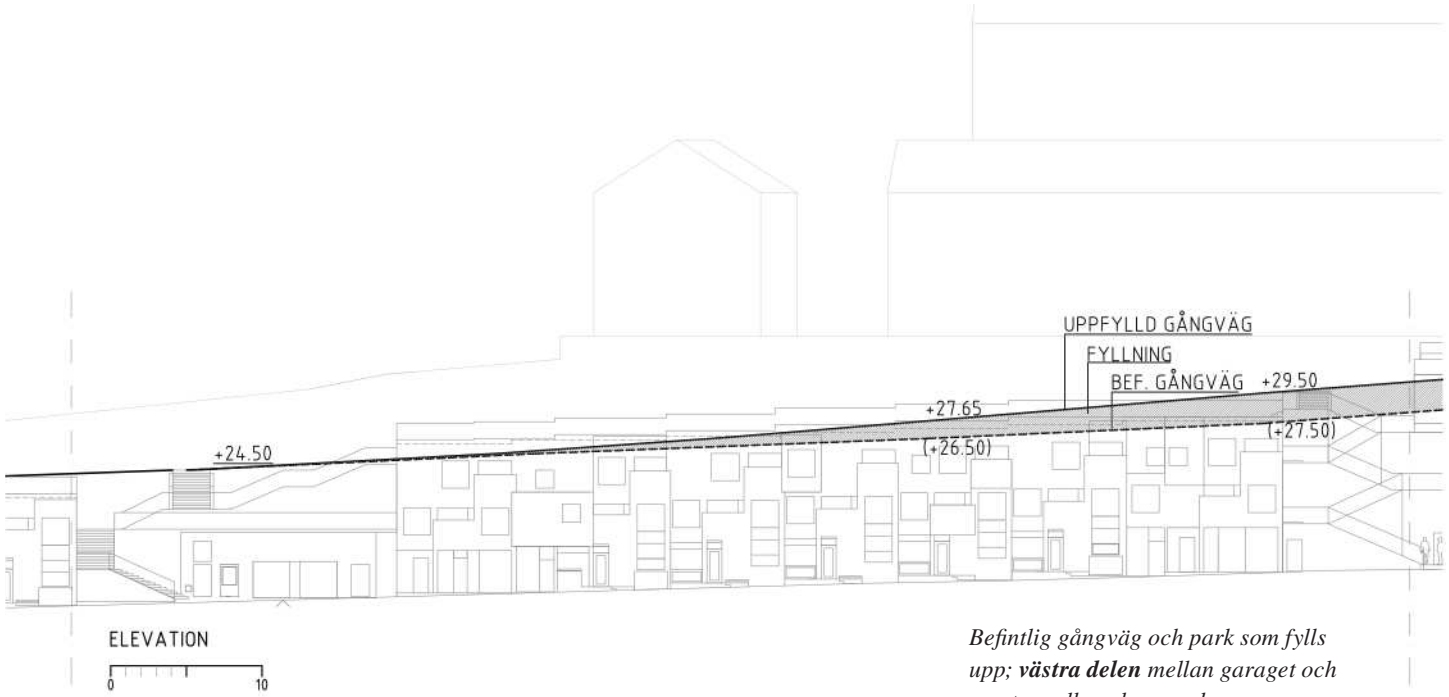 UPPFYLLD GÅNGVÄG
FYLLNING
BEF. GÅNGVÄG +29.50
+27.65
(+27.50)
(+26.50)
+24.50
ELEVATION
0 10
Befintlig gångväg och park som fylls
upp; västra delen mellan garaget och